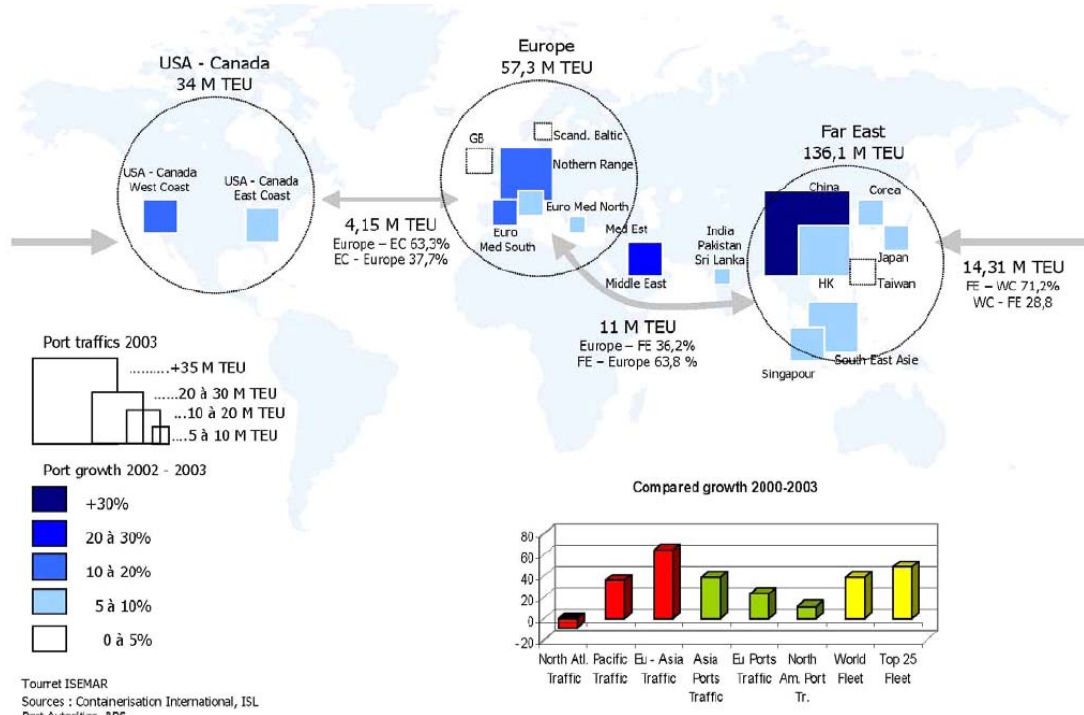 USA - Canada
34 M TEU
Europe
57,3 M TEU
Far East
136,1 M TEU
USA - Canada
West Coast
USA - Canada
East Coast
GB
Scand. Baltic
Nothern Range
Euro Med North
Euro
Med South
Med Est
Middle East
India
Pakistan
Sri Lanka
China
Corea
Japan
HK
Taiwan
South East Asie
Singapour
4,15 M TEU
Europe – EC 63,3%
EC - Europe 37,7%
11 M TEU
Europe – FE 36,2%
FE – Europe 63,8 %
14,31 M TEU
FE – WC 71,2%
WC - FE 28,8
Port traffics 2003
..........+35 M TEU
......20 à 30 M TEU
....10 à 20 M TEU
....5 à 10 M TEU
Port growth 2002 - 2003
+30%
20 à 30%
10 à 20%
5 à 10%
0 à 5%
Compared growth 2000-2003
80
60
40
20
0
-20
North Atl.
Traffic
Pacific
Traffic
Eu - Asia
Traffic
Asia
Ports
Traffic
Eu Ports
Traffic
North
Am. Port
Tr.
World
Fleet
Top 25
Fleet
Tourret ISEMAR
Sources : Containerisation International, ISL